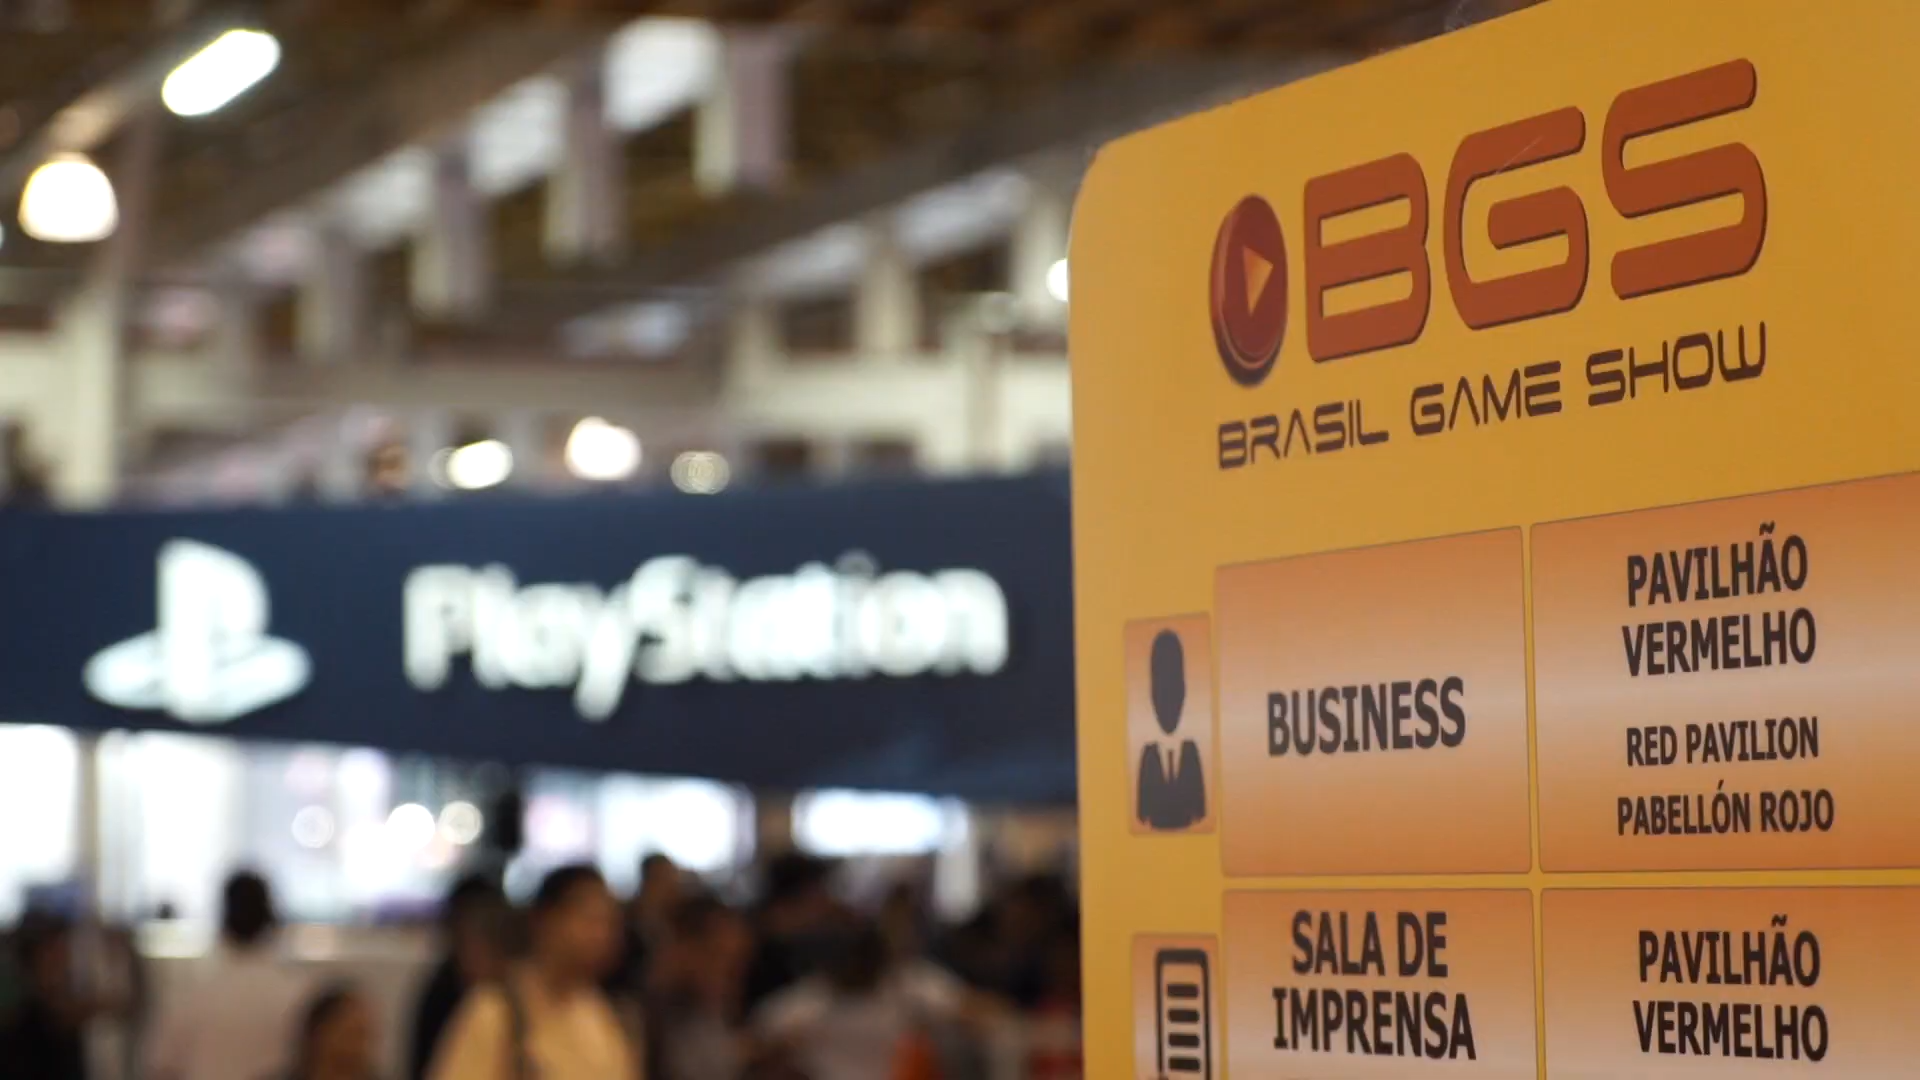 BGS
BRASIL GAME SHOW
PlayStation
BUSINESS
PAVILHÃO
VERMELHO
RED PAVILION
PABELLÓN ROJO
SALA DE
IMPRENSA
PAVILHÃO
VERMELHO